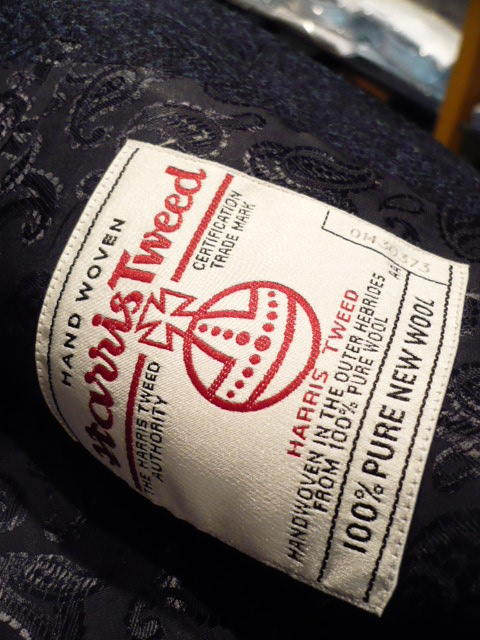 HAND WOVEN
Harris Tweed
THE HARRIS TWEED
AUTHORITY
CERTIFICATION
TRADE MARK
HARRIS TWEED
HANDWOVEN IN THE OUTER HEBRIDES
FROM 100% PURE WOOL
AA
100% PURE NEW WOOL